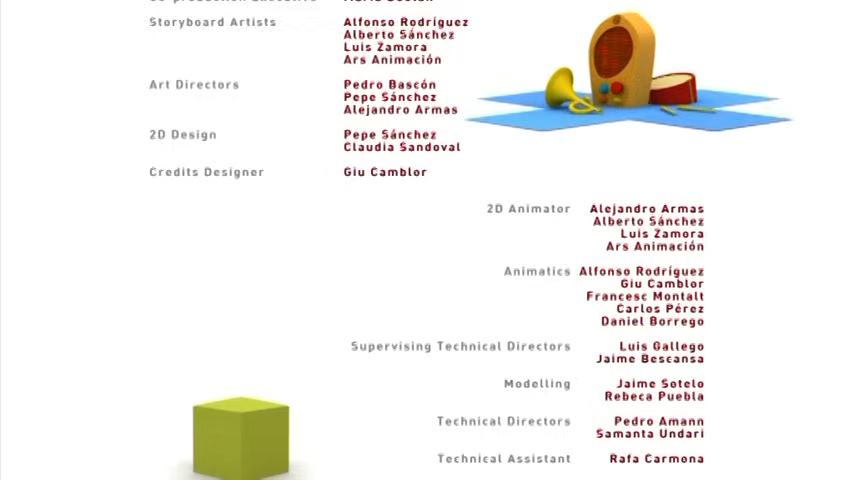 Storyboard Artists Alfonso Rodríguez
Alberto Sánchez
Luis Zamora
Ars Animación
Art Directors Pedro Bascón
Pepe Sánchez
Alejandro Armas
2D Design Pepe Sánchez
Claudia Sandoval
Credits Designer Giu Camblor
2D Animator Alejandro Armas
Alberto Sánchez
Luis Zamora
Ars Animación
Animatics Alfonso Rodríguez
Giu Camblor
Francesc Montalt
Carlos Pérez
Daniel Borrego
Supervising Technical Directors Luis Gallego
Jaime Bescansa
Modelling Jaime Sotelo
Rebeca Puebla
Technical Directors Pedro Amann
Samanta Undari
Technical Assistant Rafa Carmona